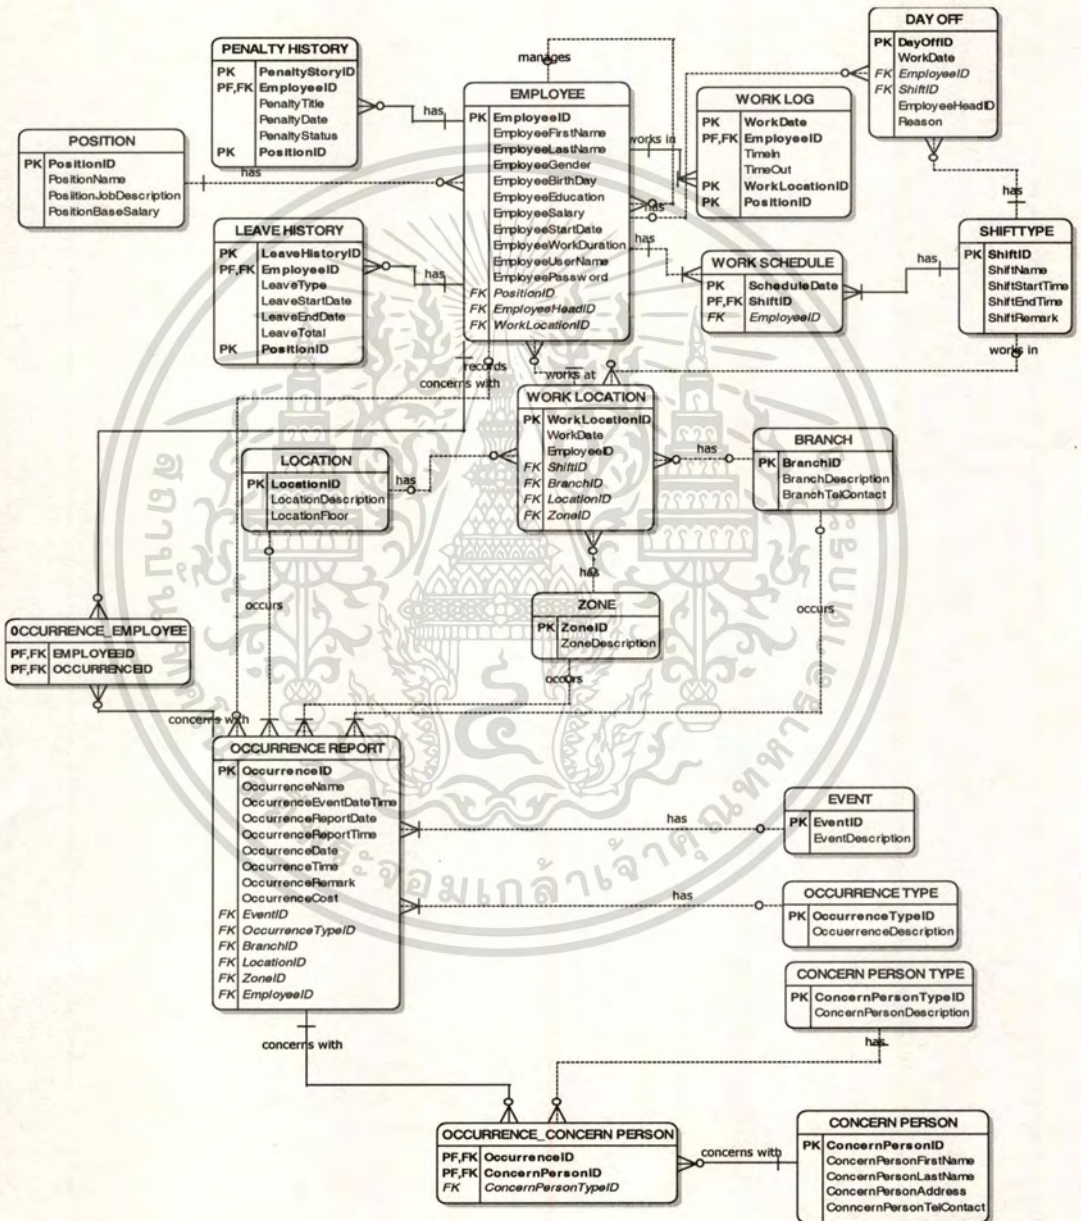 DAY OFF
PK DayOffID
WorkDate
FK EmployeeID
FK ShiftID
EmployeeHeadID
Reason
PENALTY HISTORY
PK PenaltyStoryID
PF,FK EmployeeID
PenaltyTitle
PenaltyDate
PenaltyStatus
PK PositionID
has
manages
EMPLOYEE
PK EmployeeID
EmployeeFirstName
EmployeeLastName
EmployeeGender
EmployeeBirthDay
EmployeeEducation
EmployeeSalary
EmployeeStartDate
EmployeeWorkDuration
EmployeeUserName
EmployeePassword
FK PositionID
FK EmployeeHeadID
FK WorkLocationID
works in
WORK LOG
PK WorkDate
PF,FK EmployeeID
TimeIn
TimeOut
PK WorkLocationID
PK PositionID
POSITION
PK PositionID
PositionName
PosiitionJobDescription
PositionBaseSalary
has
has
has
has
LEAVE HISTORY
PK LeaveHistoryID
PF,FK EmployeeID
LeaveType
LeaveStartDate
LeaveEndDate
LeaveTotal
PK PositionID
has
WORK SCHEDULE
PK ScheduleDate
PF,FK ShiftID
FK EmployeeID
has
SHIFTTYPE
PK ShiftID
ShiftName
ShiftStartTime
ShiftEndTime
ShiftRemark
works in
records
concerns with
works at
WORK LOCATION
PK WorkLocationID
WorkDate
EmployeeID
FK ShiftID
FK BranchID
FK LocationID
FK ZoneID
has
BRANCH
PK BranchID
BranchDescription
BranchTelContact
LOCATION
PK LocationID
LocationDescription
LocationFloor
has
has
occurs
occurs
ZONE
PK ZoneID
ZoneDescription
occurs
0CCURRENCE_EMPLOYEE
PF,FK EMPLOYEEID
PF,FK OCCURRENCEID
concerns with
OCCURRENCE REPORT
PK OccurrenceID
OccurrenceName
OccurrenceEventDateTime
OccurrenceReportDate
OccurrenceReportTime
OccurrenceDate
OccurrenceTime
OccurrenceRemark
OccurrenceCost
FK EventID
FK OccurrenceTypeID
FK BranchID
FK LocationID
FK ZoneID
FK EmployeeID
has
EVENT
PK EventID
EventDescription
has
OCCURRENCE TYPE
PK OccurrenceTypeID
OccuerrenceDescription
CONCERN PERSON TYPE
PK ConcernPersonTypeID
ConcernPersonDescription
concerns with
has
OCCURRENCE_CONCERN PERSON
PF,FK OccurrenceID
PF,FK ConcernPersonID
FK ConcernPersonTypeID
concerns with
CONCERN PERSON
PK ConcernPersonID
ConcernPersonFirstName
ConcernPersonLastName
ConcernPersonAddress
ConncernPersonTelContact